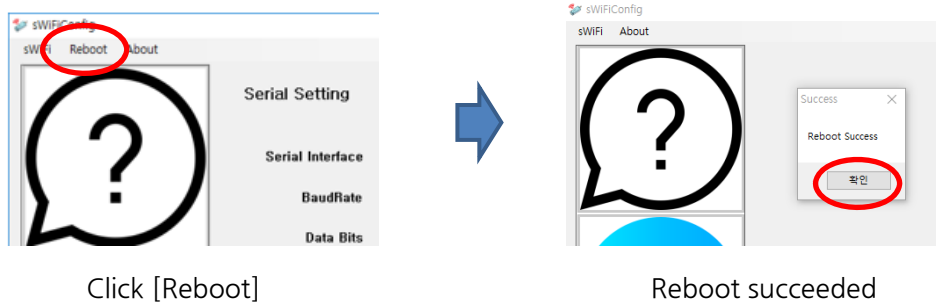 sWiFiConfig
sWiFi Reboot About
Serial Setting
Serial Interface
BaudRate
Data Bits
Click [Reboot]
sWiFiConfig
sWiFi About
Success
Reboot Success
확인
Reboot succeeded